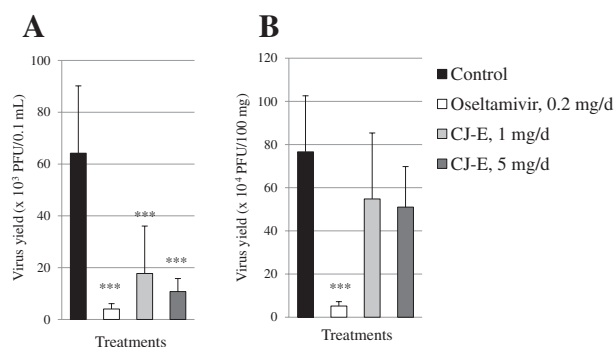 A
Virus yield (x 10³ PFU/0.1 mL)
100
80
60
40
20
0
***
***
***
Treatments
B
Virus yield (x 10⁴ PFU/100 mg)
120
100
80
60
40
20
0
***
Treatments
Control
Oseltamivir, 0.2 mg/d
CJ-E, 1 mg/d
CJ-E, 5 mg/d